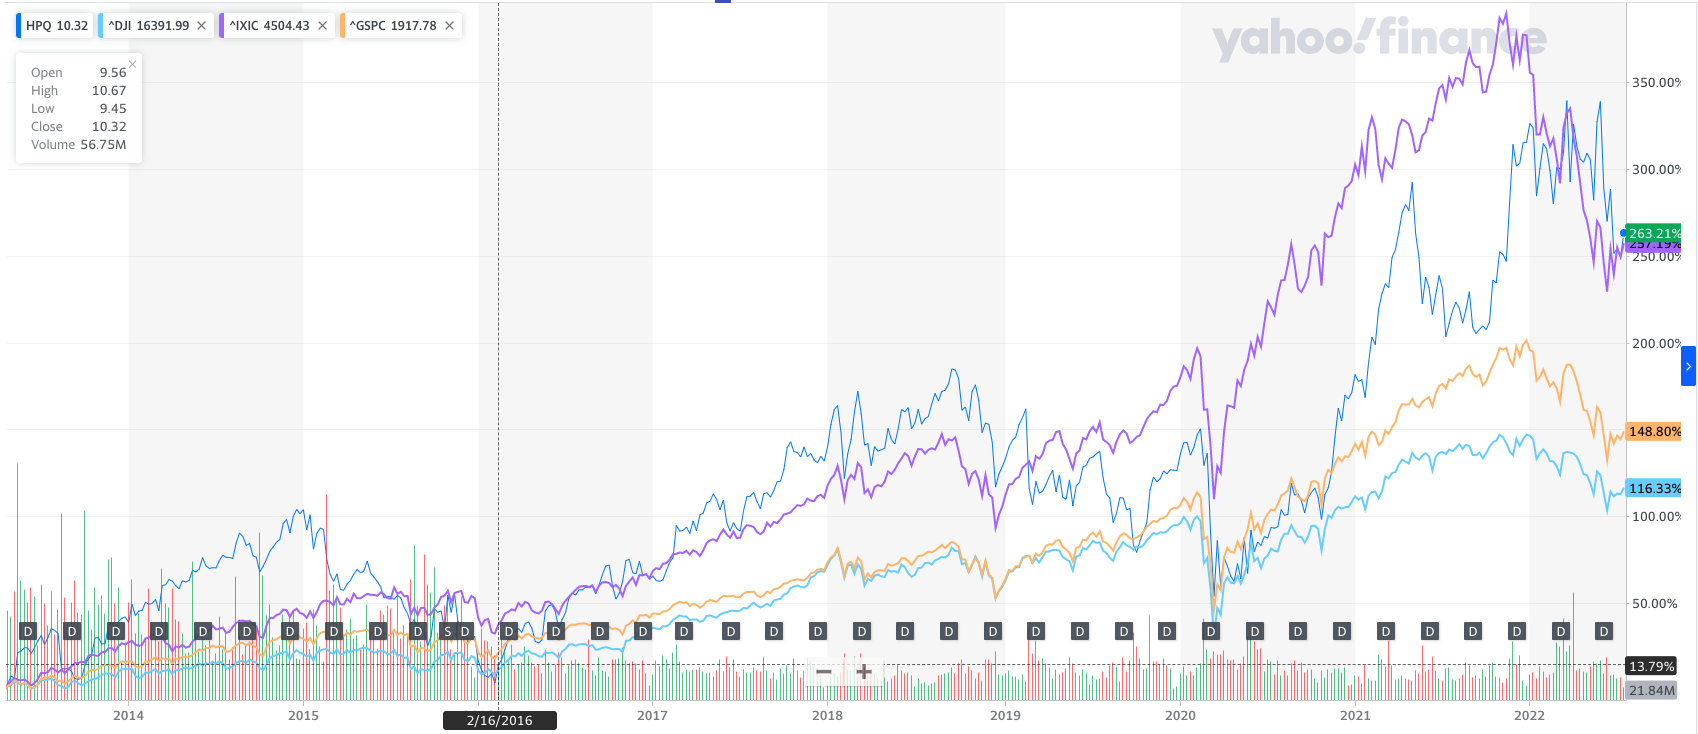 HPQ 10.32 ^DJI 16391.99 ^IXIC 4504.43 ^GSPC 1917.78
yahoo!finance
Open 9.56
High 10.67
Low 9.45
Close 10.32
Volume 56.75M
350.00%
300.00%
263.21%
257.19%
250.00%
200.00%
148.80%
116.33%
100.00%
50.00%
D D D D D D D D D D S D D D D D D D D D D D D D D D D D D D D D D D D D D D
13.79%
21.84M
2014 2015 2/16/2016 2017 2018 2019 2020 2021 2022